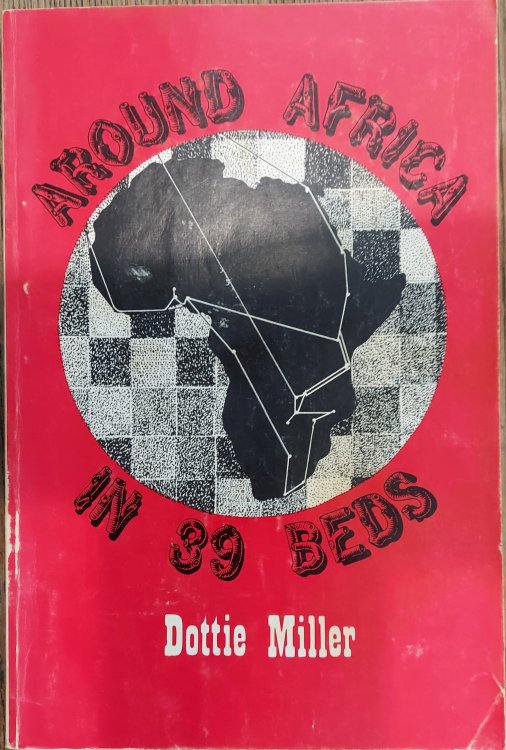 AROUND AFRICA
IN 39 BEDS
Dottie Miller